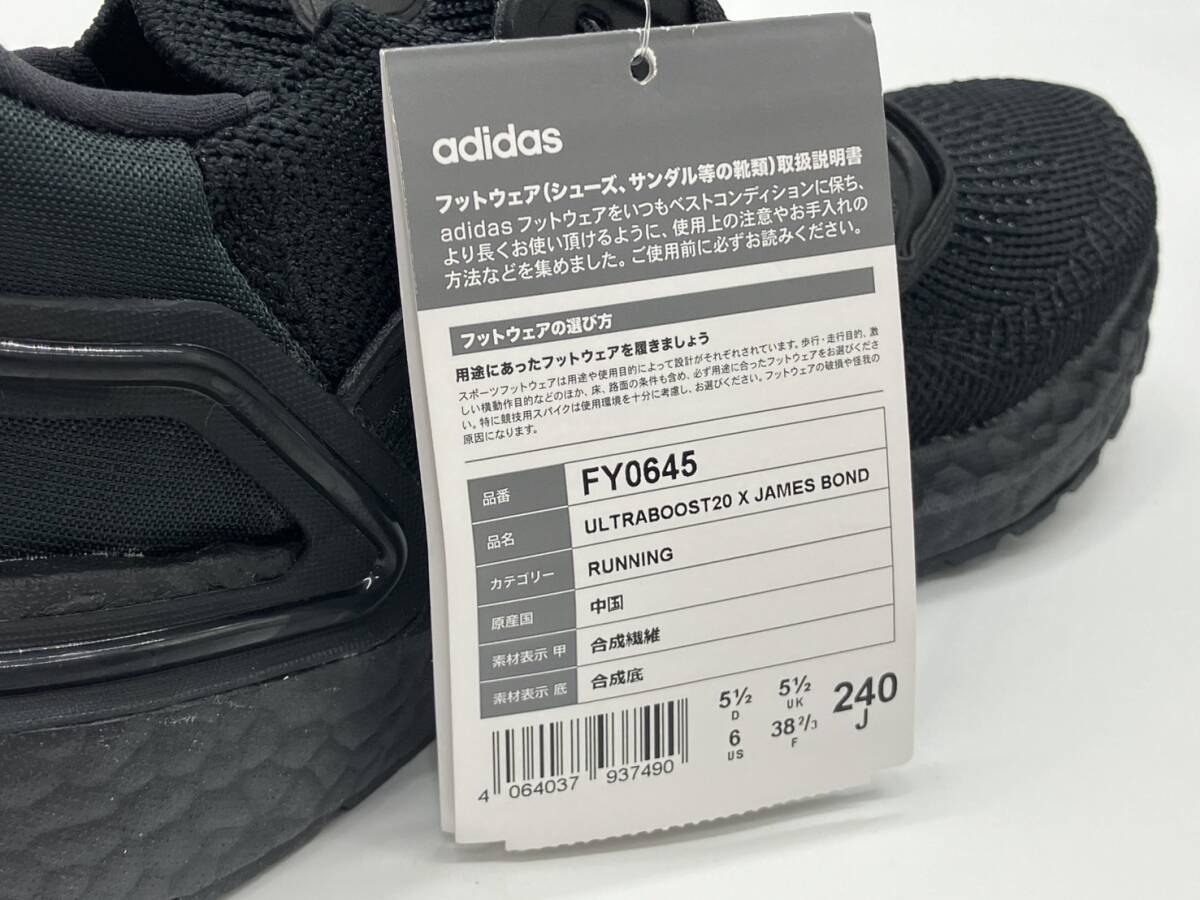 adidas
フットウェア(シューズ、サンダル等の靴類)取扱説明書
adidas フットウェアをいつもベストコンディションに保ち、
より長くお使い頂けるように、使用上の注意やお手入れの
方法などを集めました。ご使用前に必ずお読みください。
フットウェアの選び方
用途にあったフットウェアを履きましょう
スポーツフットウェアは用途や使用目的によって設計がそれぞれされています。歩行・走行目的、激
しい横動作目的などのほか、床、路面の条件も含め、必ず用途に合ったフットウェアをお選びくださ
い。特に競技用スパイクは使用環境を十分に考慮し、お選びください。フットウェアの破損や怪我の
原因になります。
品番 FY0645
品名 ULTRABOOST20 X JAMES BOND
カテゴリー RUNNING
原産国 中国
素材表示 甲 合成繊維
素材表示 底 合成底
5½ 5½ 240
D UK J
6 38 2/3
US F
4 064037 937490